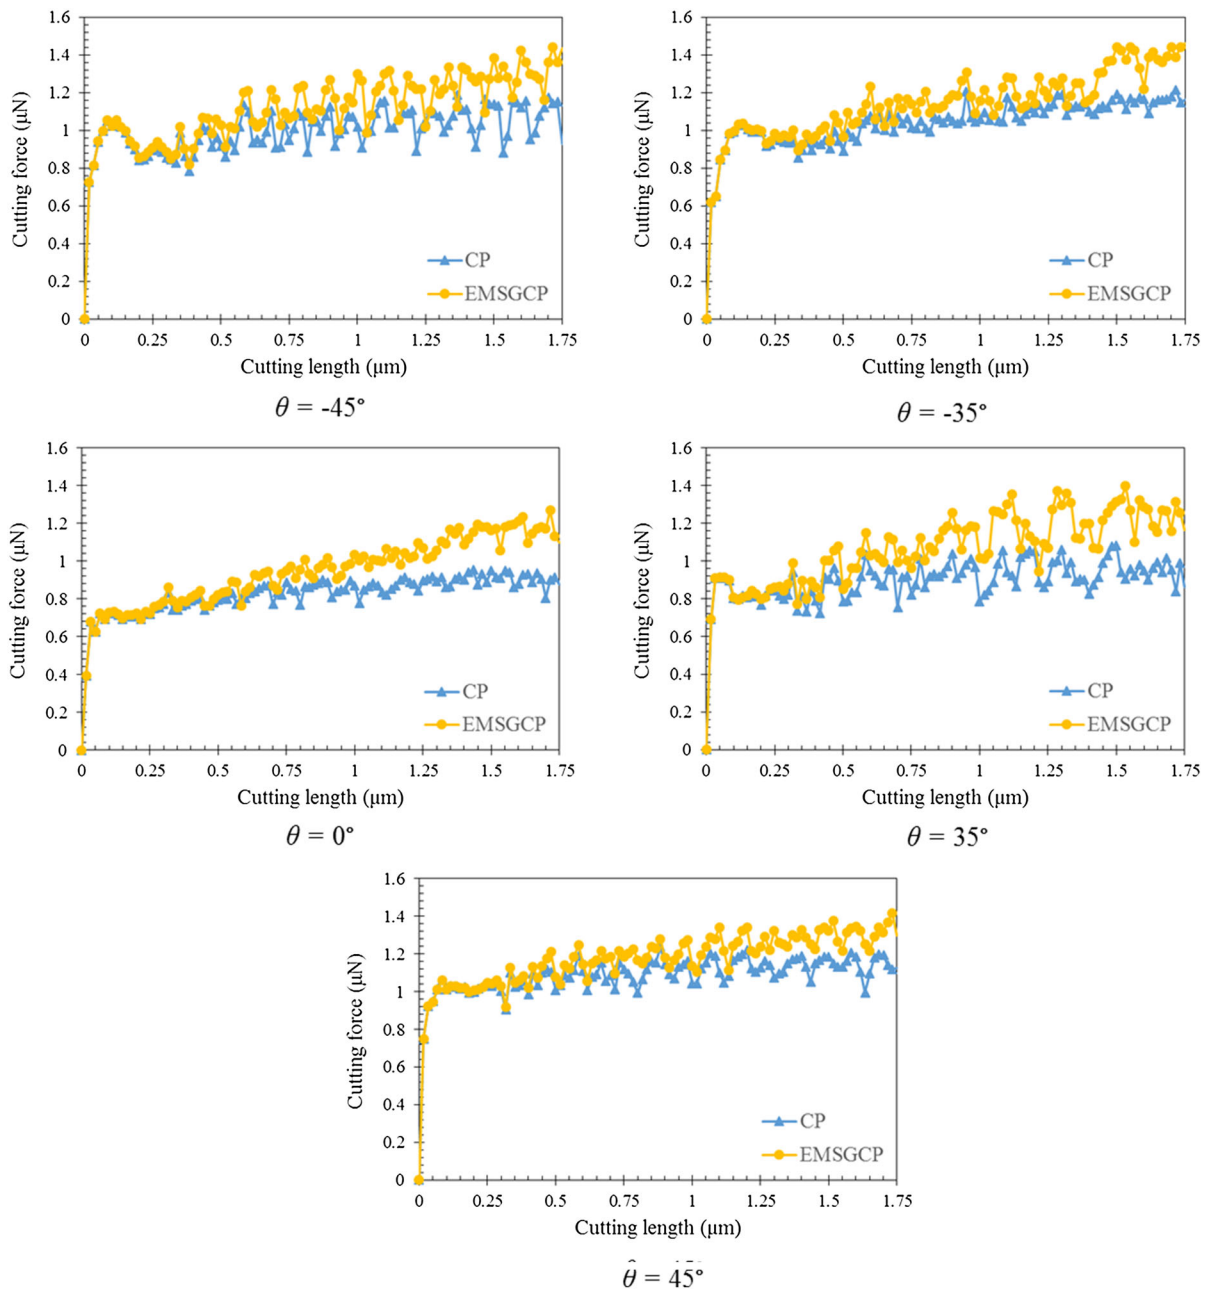 1.6 1.6
1.4 1.4
1.2 1.2
1 1
0.8 0.8
0.6 0.6
0.4 0.4
0.2 0.2
0 0
Cutting force (μN) Cutting force (μN)
CP CP
EMSGCP EMSGCP
0 0.25 0.5 0.75 1 1.25 1.5 1.75 0 0.25 0.5 0.75 1 1.25 1.5 1.75
Cutting length (μm) Cutting length (μm)
θ = -45° θ = -35°
1.6 1.6
1.4 1.4
1.2 1.2
1 1
0.8 0.8
0.6 0.6
0.4 0.4
0.2 0.2
0 0
Cutting force (μN) Cutting force (μN)
CP CP
EMSGCP EMSGCP
0 0.25 0.5 0.75 1 1.25 1.5 1.75 0 0.25 0.5 0.75 1 1.25 1.5 1.75
Cutting length (μm) Cutting length (μm)
θ = 0° θ = 35°
1.6
1.4
1.2
1
0.8
0.6
0.4
0.2
0
Cutting force (μN)
CP
EMSGCP
0 0.25 0.5 0.75 1 1.25 1.5 1.75
Cutting length (μm)
θ = 45°